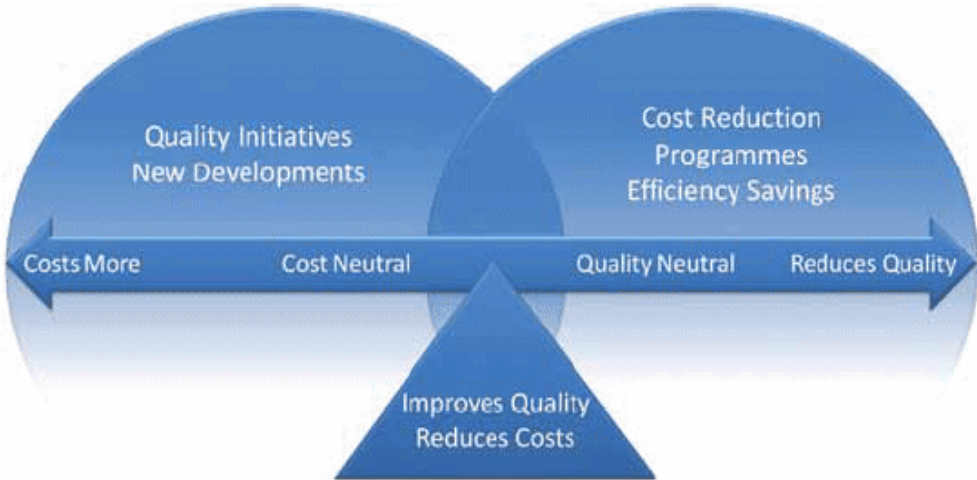 Quality Initiatives
New Developments
Cost Reduction
Programmes
Efficiency Savings
Costs More
Cost Neutral
Quality Neutral
Reduces Quality
Improves Quality
Reduces Costs